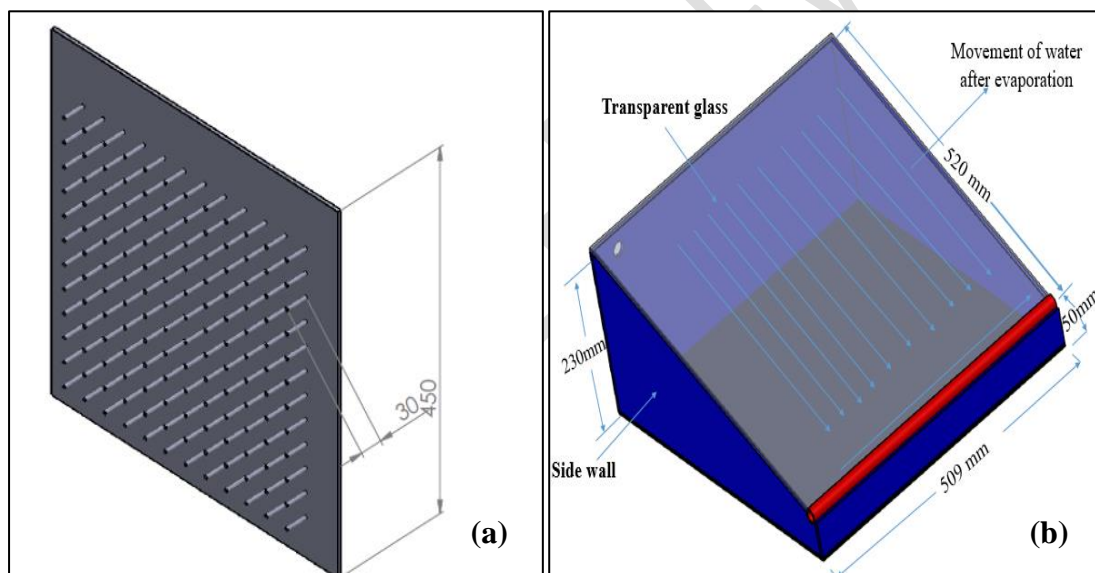 30
450
(a)
Movement of water
after evaporation
Transparent glass
520 mm
230mm
50mm
Side wall
509 mm
(b)